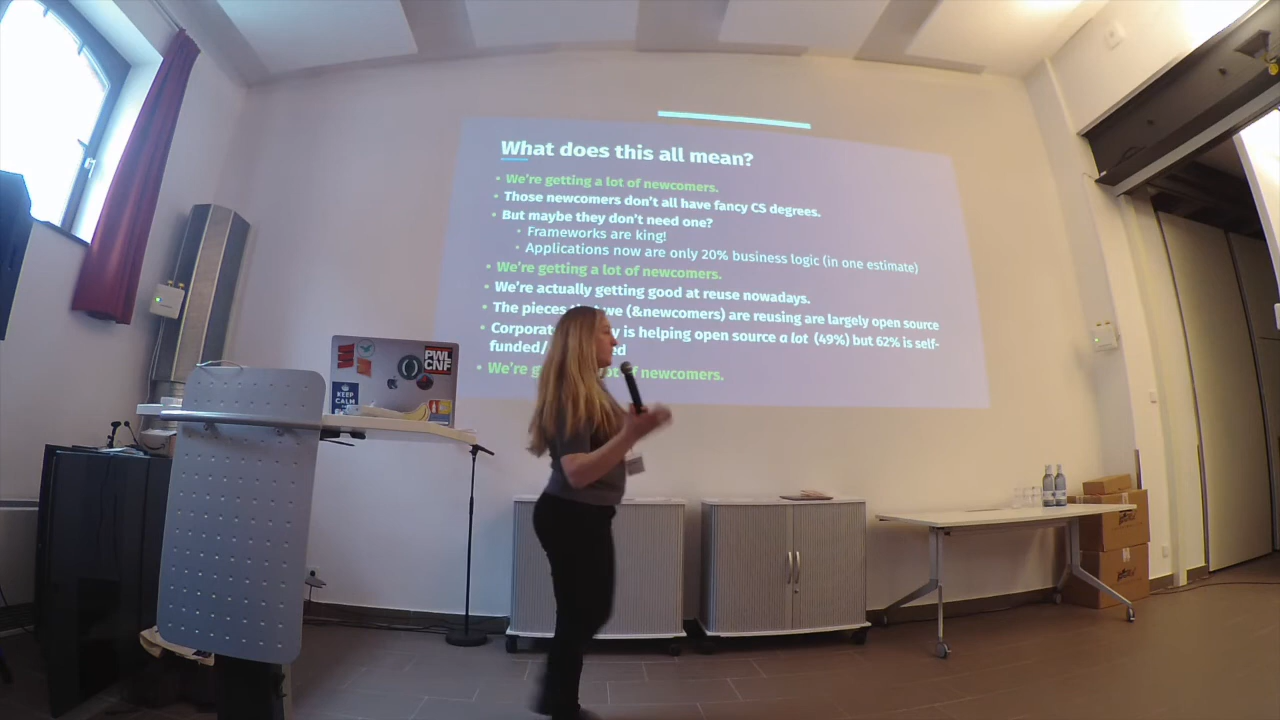 What does this all mean?
• We're getting a lot of newcomers.
• Those newcomers don't all have fancy CS degrees.
• But maybe they don't need one?
• Frameworks are king!
• Applications now are only 20% business logic (in one estimate)
• We're getting a lot of newcomers.
• We're actually getting good at reuse nowadays.
• The pieces we (&newcomers) are reusing are largely open source
• Corporate is helping open source a lot (49%) but 62% is self-
funded/
• We're of newcomers.
PWL
CNF
KEEP
CALM